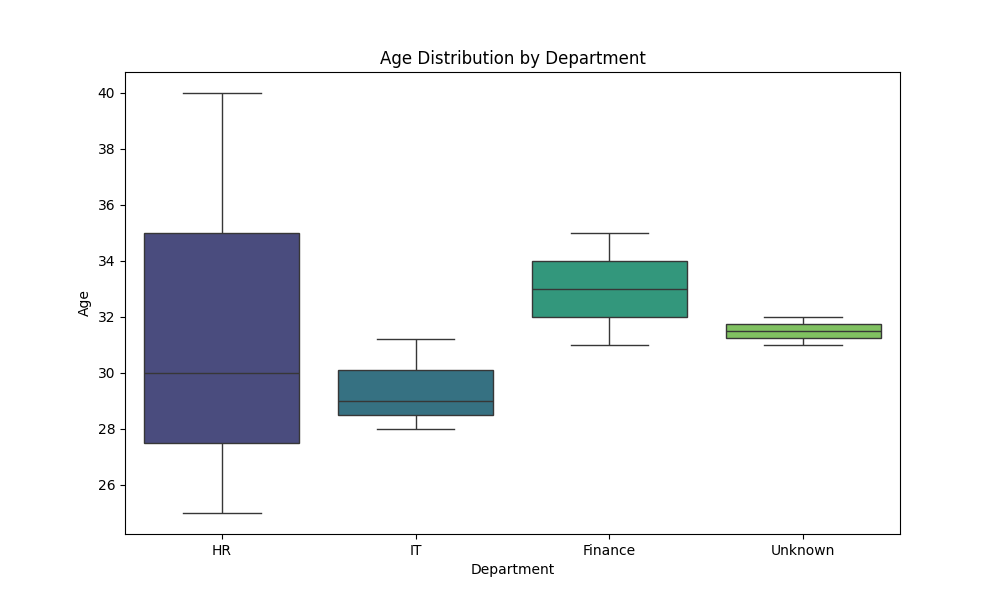 Age Distribution by Department
Age
40
38
36
34
32
30
28
26
HR IT Finance Unknown
Department